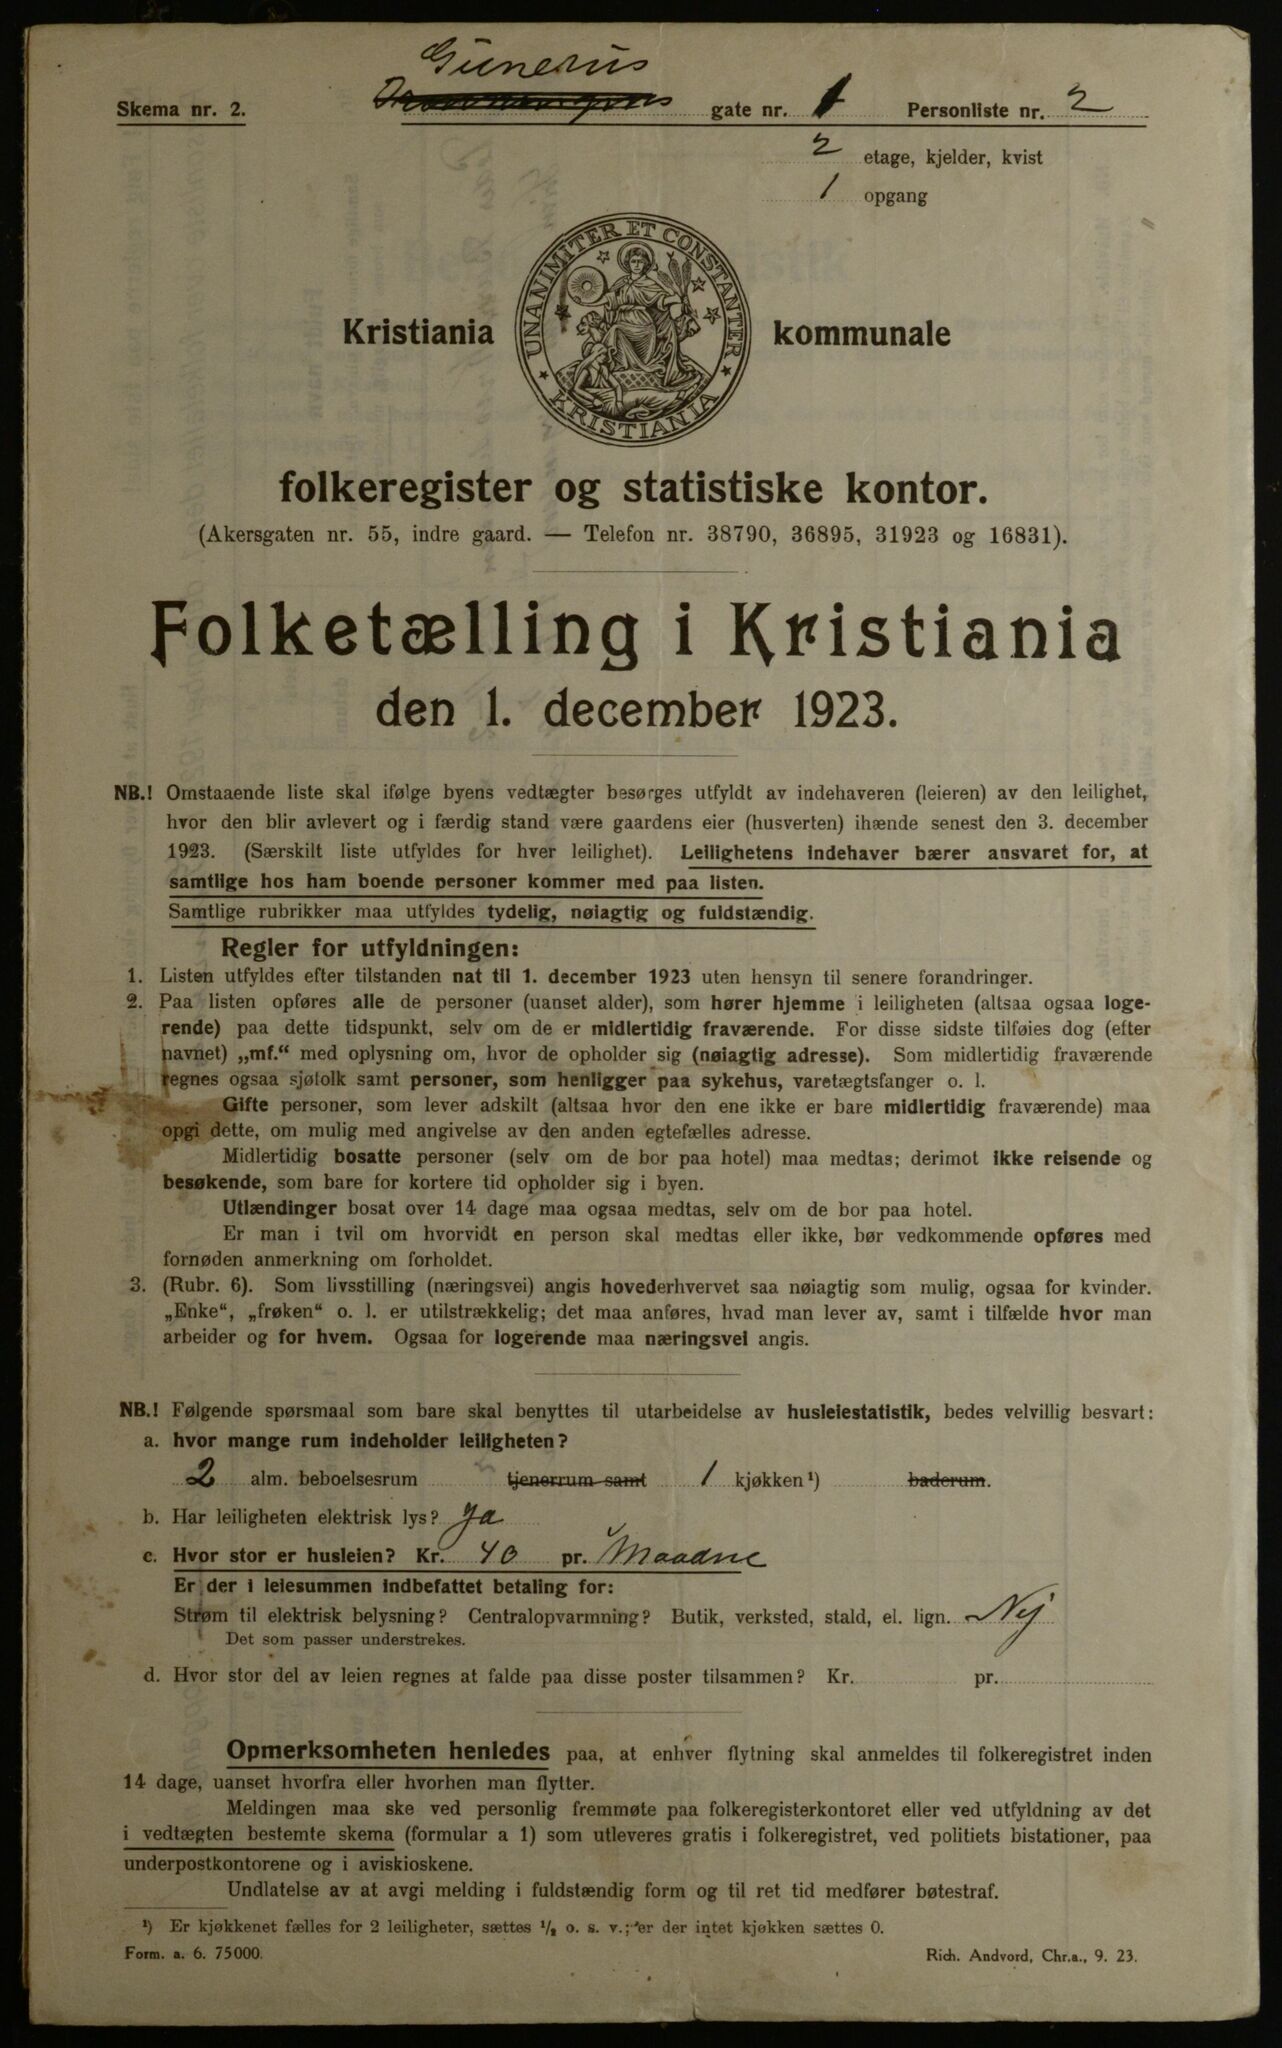 Gunerus
Skema nr. 2. gate nr. 1 Personliste nr. 2
2 etage, kjelder, kvist
1 opgang
UNANIMITER ET CONSTANTER
KRISTIANIA
Kristiania kommunale
folkeregister og statistiske kontor.
(Akersgaten nr. 55, indre gaard. — Telefon nr. 38790, 36895, 31923 og 16831).
Folketælling i Kristiania
den 1. december 1923.
NB.! Omstaaende liste skal ifølge byens vedtægter besørges utfyldt av indehaveren (leieren) av den leilighet,
hvor den blir avlevert og i færdig stand være gaardens eier (husverten) ihænde senest den 3. december
1923. (Særskilt liste utfyldes for hver leilighet). Leilighetens indehaver bærer ansvaret for, at
samtlige hos ham boende personer kommer med paa listen.
Samtlige rubrikker maa utfyldes tydelig, nøiagtig og fuldstændig.
Regler for utfyldningen:
1. Listen utfyldes efter tilstanden nat til 1. december 1923 uten hensyn til senere forandringer.
2. Paa listen opføres alle de personer (uanset alder), som hører hjemme i leiligheten (altsaa ogsaa loge-
rende) paa dette tidspunkt, selv om de er midlertidig fraværende. For disse sidste tilføies dog (efter
navnet) „mf.“ med oplysning om, hvor de opholder sig (nøiagtig adresse). Som midlertidig fraværende
regnes ogsaa sjøfolk samt personer, som henligger paa sykehus, varetægtsfanger o. l.
Gifte personer, som lever adskilt (altsaa hvor den ene ikke er bare midlertidig fraværende) maa
opgi dette, om mulig med angivelse av den anden egtefælles adresse.
Midlertidig bosatte personer (selv om de bor paa hotel) maa medtas; derimot ikke reisende og
besøkende, som bare for kortere tid opholder sig i byen.
Utlændinger bosat over 14 dage maa ogsaa medtas, selv om de bor paa hotel.
Er man i tvil om hvorvidt en person skal medtas eller ikke, bør vedkommende opføres med
fornøden anmerkning om forholdet.
3. (Rubr. 6). Som livsstilling (næringsvei) angis hovederhvervet saa nøiagtig som mulig, ogsaa for kvinder.
„Enke“, „frøken“ o. l. er utilstrækkelig; det maa anføres, hvad man lever av, samt i tilfælde hvor man
arbeider og for hvem. Ogsaa for logerende maa næringsvei angis.
NB.! Følgende spørsmaal som bare skal benyttes til utarbeidelse av husleiestatistik, bedes velvillig besvart:
a. hvor mange rum indeholder leiligheten?
2 alm. beboelsesrum tjenerrum samt 1 kjøkken ¹) baderum.
b. Har leiligheten elektrisk lys? Ja
c. Hvor stor er husleien? Kr. 40 pr. Maadne
Er der i leiesummen indbefattet betaling for:
Strøm til elektrisk belysning? Centralopvarmning? Butik, verksted, stald, el. lign. Nej
Det som passer understrekes.
d. Hvor stor del av leien regnes at falde paa disse poster tilsammen? Kr. pr.
Opmerksomheten henledes paa, at enhver flytning skal anmeldes til folkeregistret inden
14 dage, uanset hvorfra eller hvorhen man flytter.
Meldingen maa ske ved personlig fremmøte paa folkeregisterkontoret eller ved utfyldning av det
i vedtægten bestemte skema (formular a 1) som utleveres gratis i folkeregistret, ved politiets bistationer, paa
underpostkontorene og i aviskioskene.
Undlatelse av at avgi melding i fuldstændig form og til ret tid medfører bøtestraf.
¹) Er kjøkkenet fælles for 2 leiligheter, sættes ½ o. s. v.; er der intet kjøkken sættes 0.
Form. a. 6. 75000. Rich. Andvord, Chr.a., 9. 23.